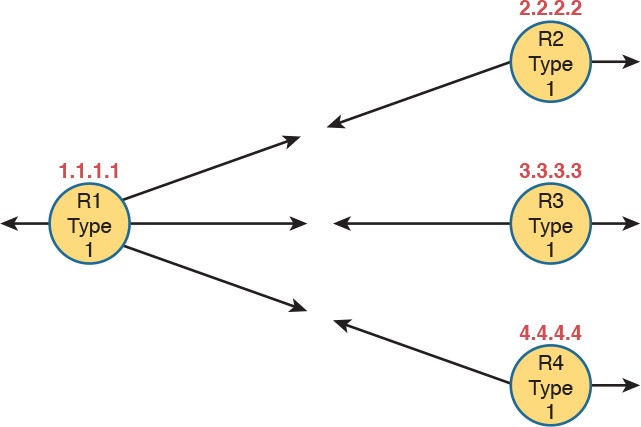 2.2.2.2
R2
Type
1
1.1.1.1
R1
Type
1
3.3.3.3
R3
Type
1
4.4.4.4
R4
Type
1